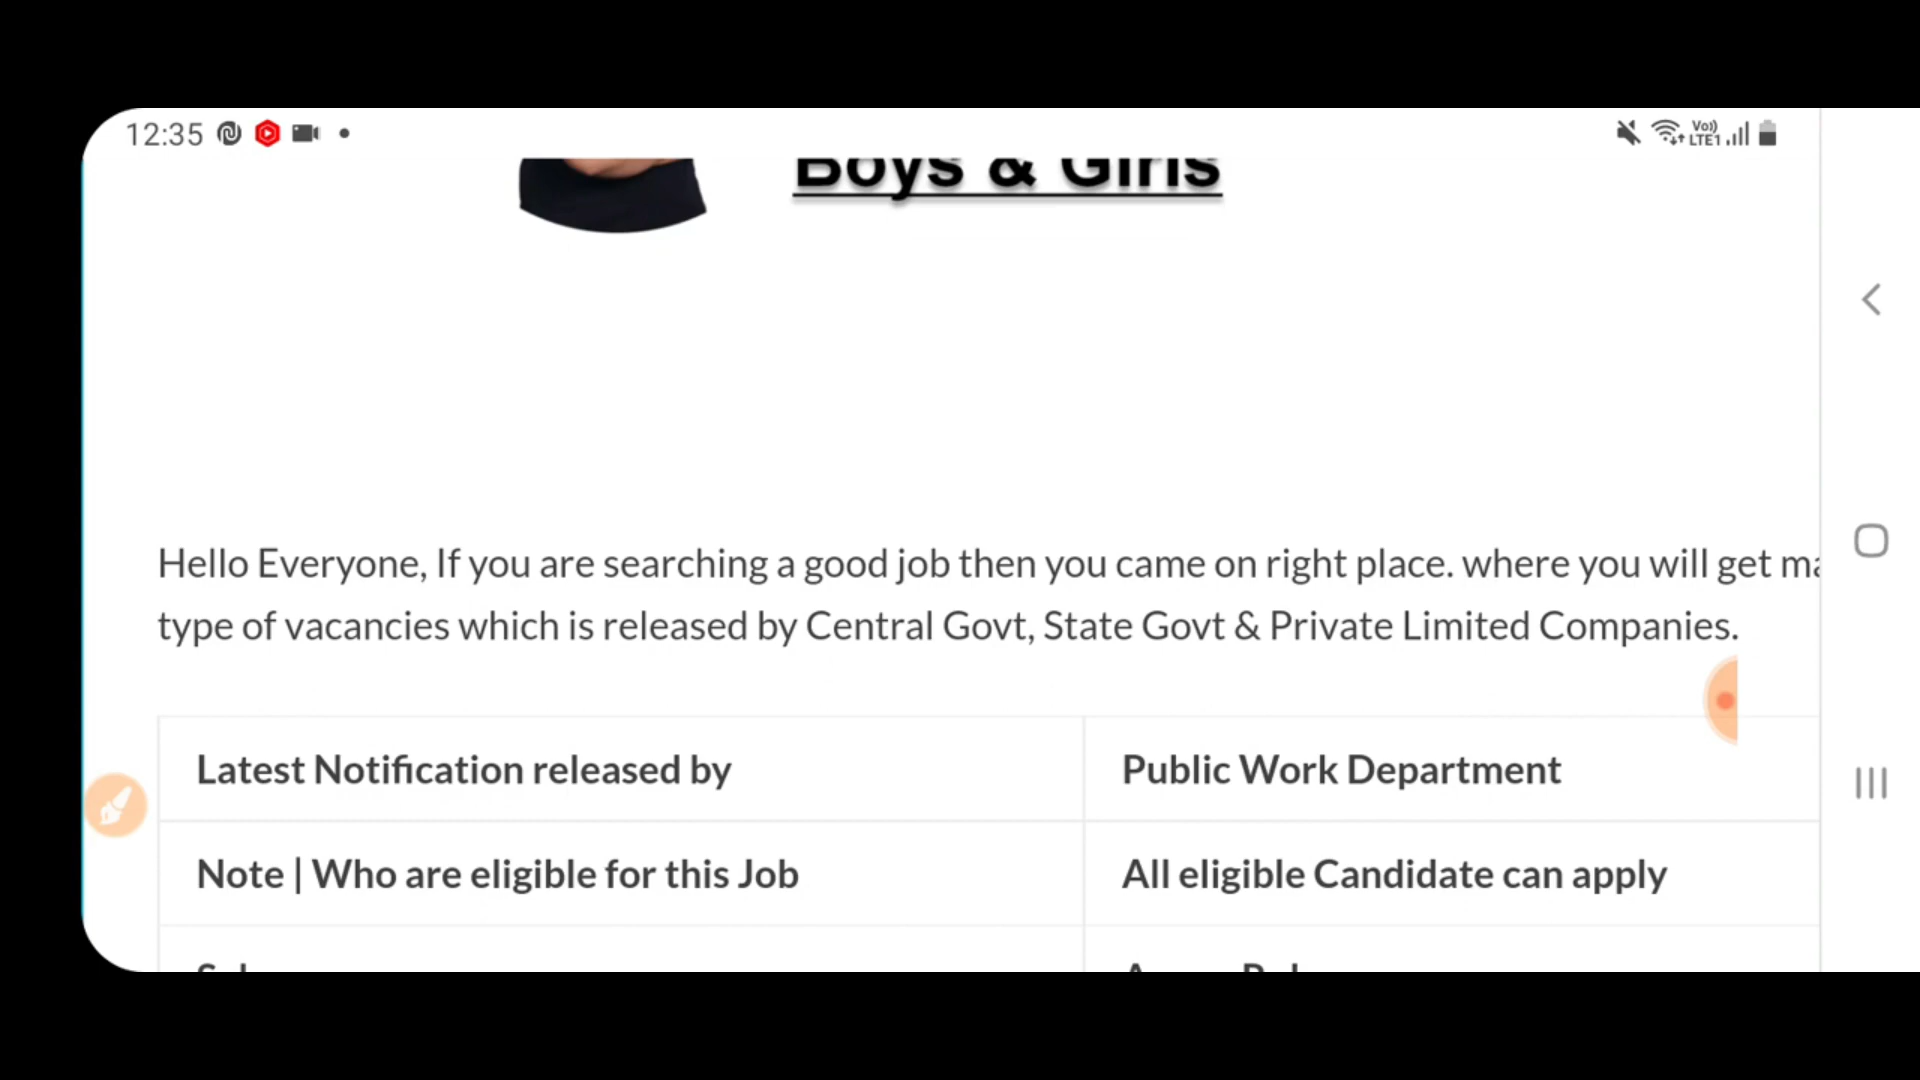 12:35
Vo)) LTE1
Boys & Girls
Hello Everyone, If you are searching a good job then you came on right place. where you will get
type of vacancies which is released by Central Govt, State Govt & Private Limited Companies.
Latest Notification released by Public Work Department
Note | Who are eligible for this Job All eligible Candidate can apply